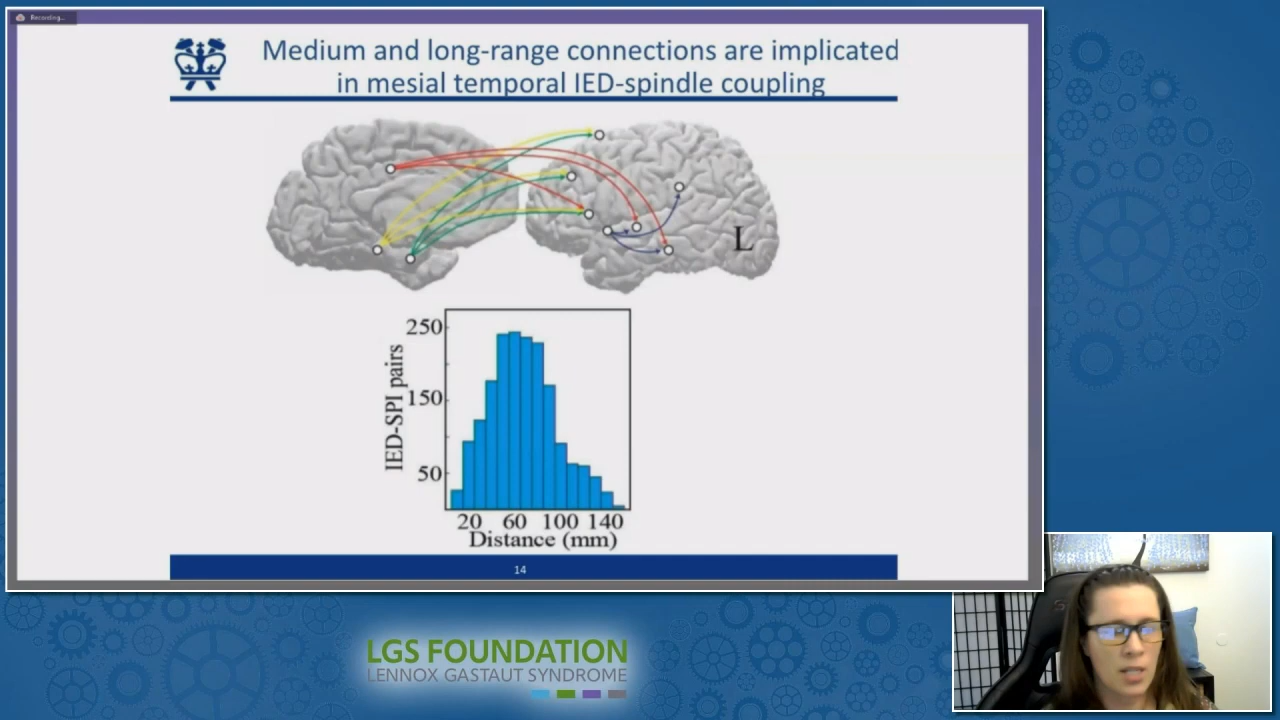 Recording...
Medium and long-range connections are implicated
in mesial temporal IED-spindle coupling
L
250
150
50
IED-SPI pairs
20 60 100 140
Distance (mm)
14
LGS FOUNDATION
LENNOX GASTAUT SYNDROME